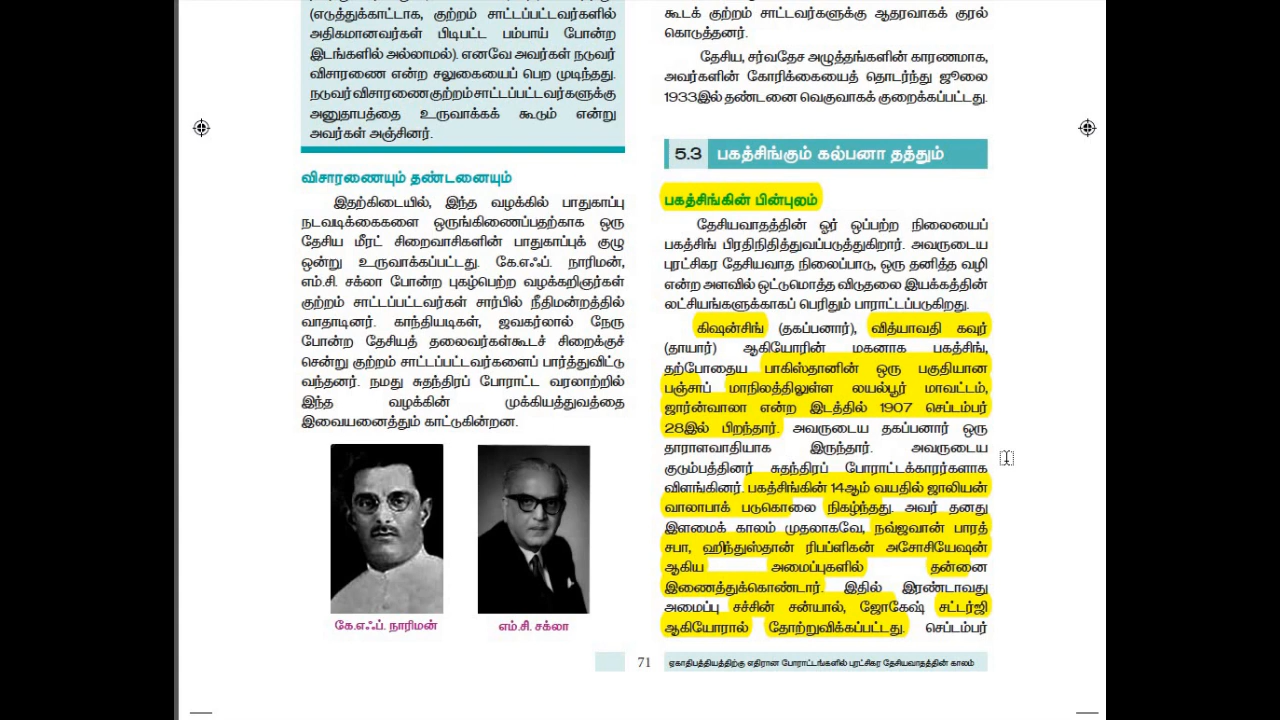 (எடுத்துக்காட்டாக, குற்றம் சாட்டப்பட்டவர்களில்
அதிகமானவர்கள் பிடிபட்ட பம்பாய் போன்ற
இடங்களில் அல்லாமல்). எனவே அவர்கள் நடுவர்
விசாரணை என்ற சலுகையைப் பெற முடிந்தது.
நடுவர் விசாரணை குற்றம் சாட்டப்பட்டவர்களுக்கு
அனுதாபத்தை உருவாக்கக் கூடும் என்று
அவர்கள் அஞ்சினர்.
விசாரணையும் தண்டனையும்
இதற்கிடையில், இந்த வழக்கில் பாதுகாப்பு
நடவடிக்கைகளை ஒருங்கிணைப்பதற்காக ஒரு
தேசிய மீரட் சிறைவாசிகளின் பாதுகாப்புக் குழு
ஒன்று உருவாக்கப்பட்டது. கே.எஃப். நாரிமன்,
எம்.சி. சக்லா போன்ற புகழ்பெற்ற வழக்கறிஞர்கள்
குற்றம் சாட்டப்பட்டவர்கள் சார்பில் நீதிமன்றத்தில்
வாதாடினர். காந்தியடிகள், ஜவகர்லால் நேரு
போன்ற தேசியத் தலைவர்கள்கூடச் சிறைக்குச்
சென்று குற்றம் சாட்டப்பட்டவர்களைப் பார்த்துவிட்டு
வந்தனர். நமது சுதந்திரப் போராட்ட வரலாற்றில்
இந்த வழக்கின் முக்கியத்துவத்தை
இவையனைத்தும் காட்டுகின்றன.
கே.எஃப். நாரிமன்
எம்.சி. சக்லா
கூடக் குற்றம் சாட்டவர்களுக்கு ஆதரவாகக் குரல்
கொடுத்தனர்.
தேசிய, சர்வதேச அழுத்தங்களின் காரணமாக,
அவர்களின் கோரிக்கையைத் தொடர்ந்து ஜூலை
1933இல் தண்டனை வெகுவாகக் குறைக்கப்பட்டது.
5.3 பகத்சிங்கும் கல்பனா தத்தும்
பகத்சிங்கின் பின்புலம்
தேசியவாதத்தின் ஓர் ஒப்பற்ற நிலையைப்
பகத்சிங் பிரதிநிதித்துவப்படுத்துகிறார். அவருடைய
புரட்சிகர தேசியவாத நிலைப்பாடு, ஒரு தனித்த வழி
என்ற அளவில் ஒட்டுமொத்த விடுதலை இயக்கத்தின்
லட்சியங்களுக்காகப் பெரிதும் பாராட்டப்படுகிறது.
கிஷன்சிங் (தகப்பனார்), வித்யாவதி கவுர்
(தாயார்) ஆகியோரின் மகனாக பகத்சிங்,
தற்போதைய பாகிஸ்தானின் ஒரு பகுதியான
பஞ்சாப் மாநிலத்திலுள்ள லயல்பூர் மாவட்டம்,
ஜார்ன்வாலா என்ற இடத்தில் 1907 செப்டம்பர்
28இல் பிறந்தார். அவருடைய தகப்பனார் ஒரு
தாராளவாதியாக இருந்தார். அவருடைய
குடும்பத்தினர் சுதந்திரப் போராட்டக்காரர்களாக
விளங்கினர். பகத்சிங்கின் 14ஆம் வயதில் ஜாலியன்
வாலாபாக் படுகொலை நிகழ்ந்தது. அவர் தனது
இளமைக் காலம் முதலாகவே, நவ்ஜவான் பாரத்
சபா, ஹிந்துஸ்தான் ரிபப்ளிகன் அசோசியேஷன்
ஆகிய அமைப்புகளில் தன்னை
இணைத்துக்கொண்டார். இதில் இரண்டாவது
அமைப்பு சச்சின் சன்யால், ஜோகேஷ் சட்டர்ஜி
ஆகியோரால் தோற்றுவிக்கப்பட்டது. செப்டம்பர்
71 ஏகாதிபத்தியத்திற்கு எதிரான போராட்டங்களில் புரட்சிகர தேசியவாதத்தின் காலம்